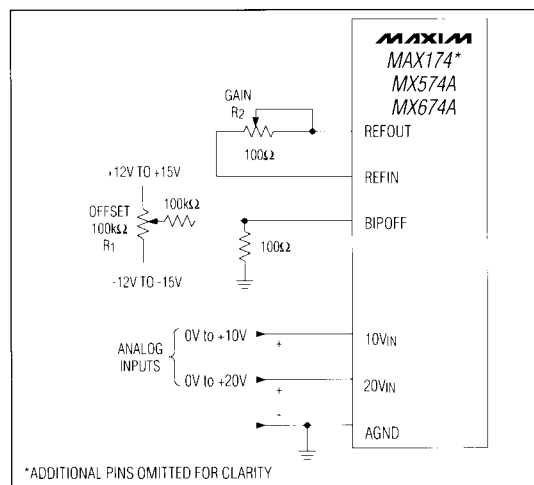 MAXIM
MAX174*
MX574A
MX674A
GAIN
R2
100Ω
REFOUT
REFIN
+12V TO +15V
OFFSET
100kΩ
R1
100kΩ
-12V TO -15V
BIPOFF
100Ω
ANALOG
INPUTS
0V to +10V
+
10VIN
0V to +20V
+
20VIN
-
AGND
*ADDITIONAL PINS OMITTED FOR CLARITY